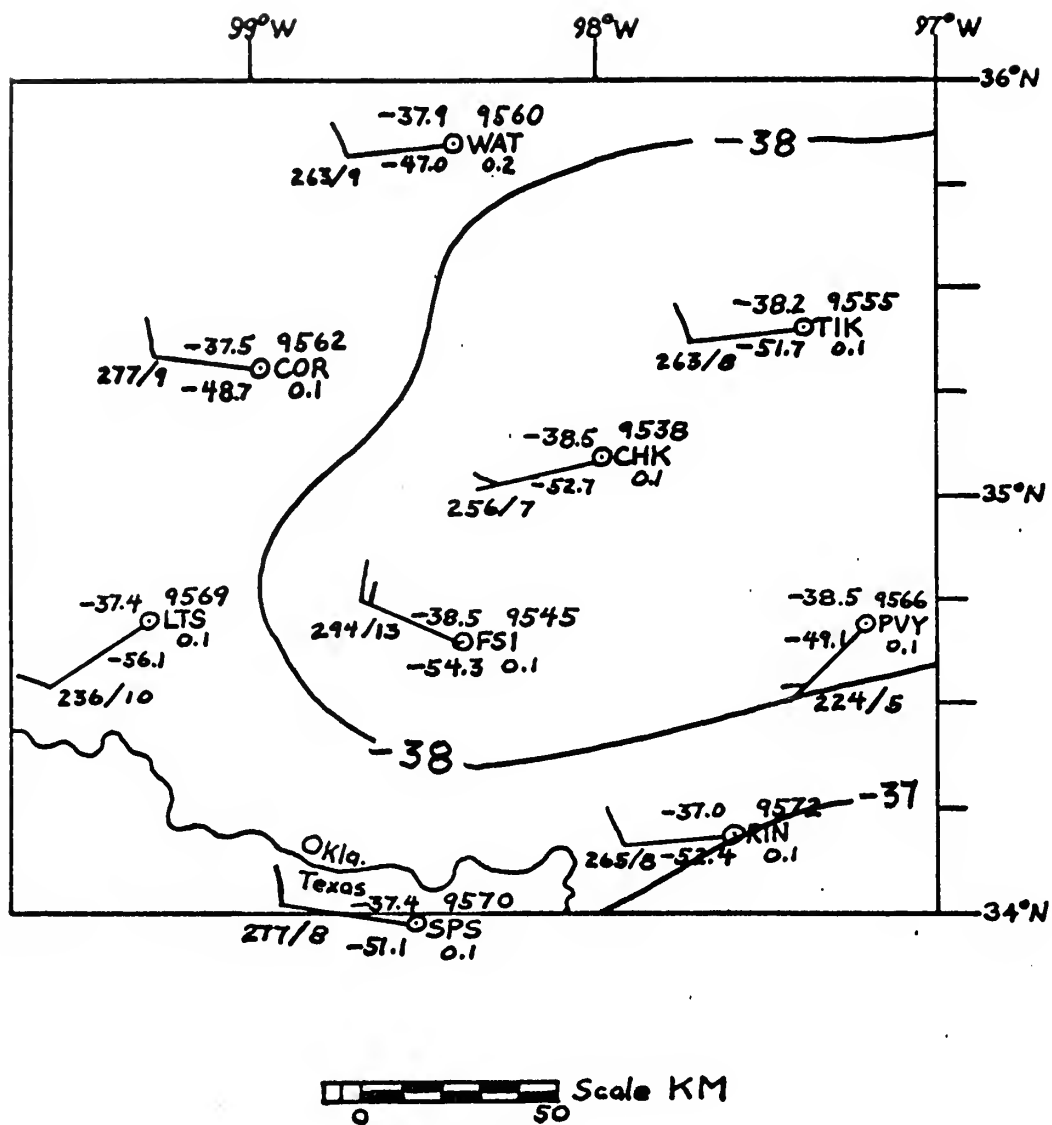 99°W 98°W 97°W
36°N
-37.9 9560
WAT
263/9 -47.0 0.2
-38
-38.2 9555
TIK
263/8 -51.7 0.1
-37.5 9562
COR
277/9 -48.7 0.1
-38.5 9538
CHK
256/7 -52.7 0.1
35°N
-37.4 9569
LTS
0.1
-56.1
236/10
-38.5 9545
294/13 FSI
-54.3 0.1
-38.5 9566
PVY
-49.1 0.1
224/5
-38
-37
-37.0 9572
RIN
265/8 -52.4 0.1
Okla.
Texas
-37.4 9570
SPS
277/8 -51.1 0.1
34°N
Scale KM
0 50